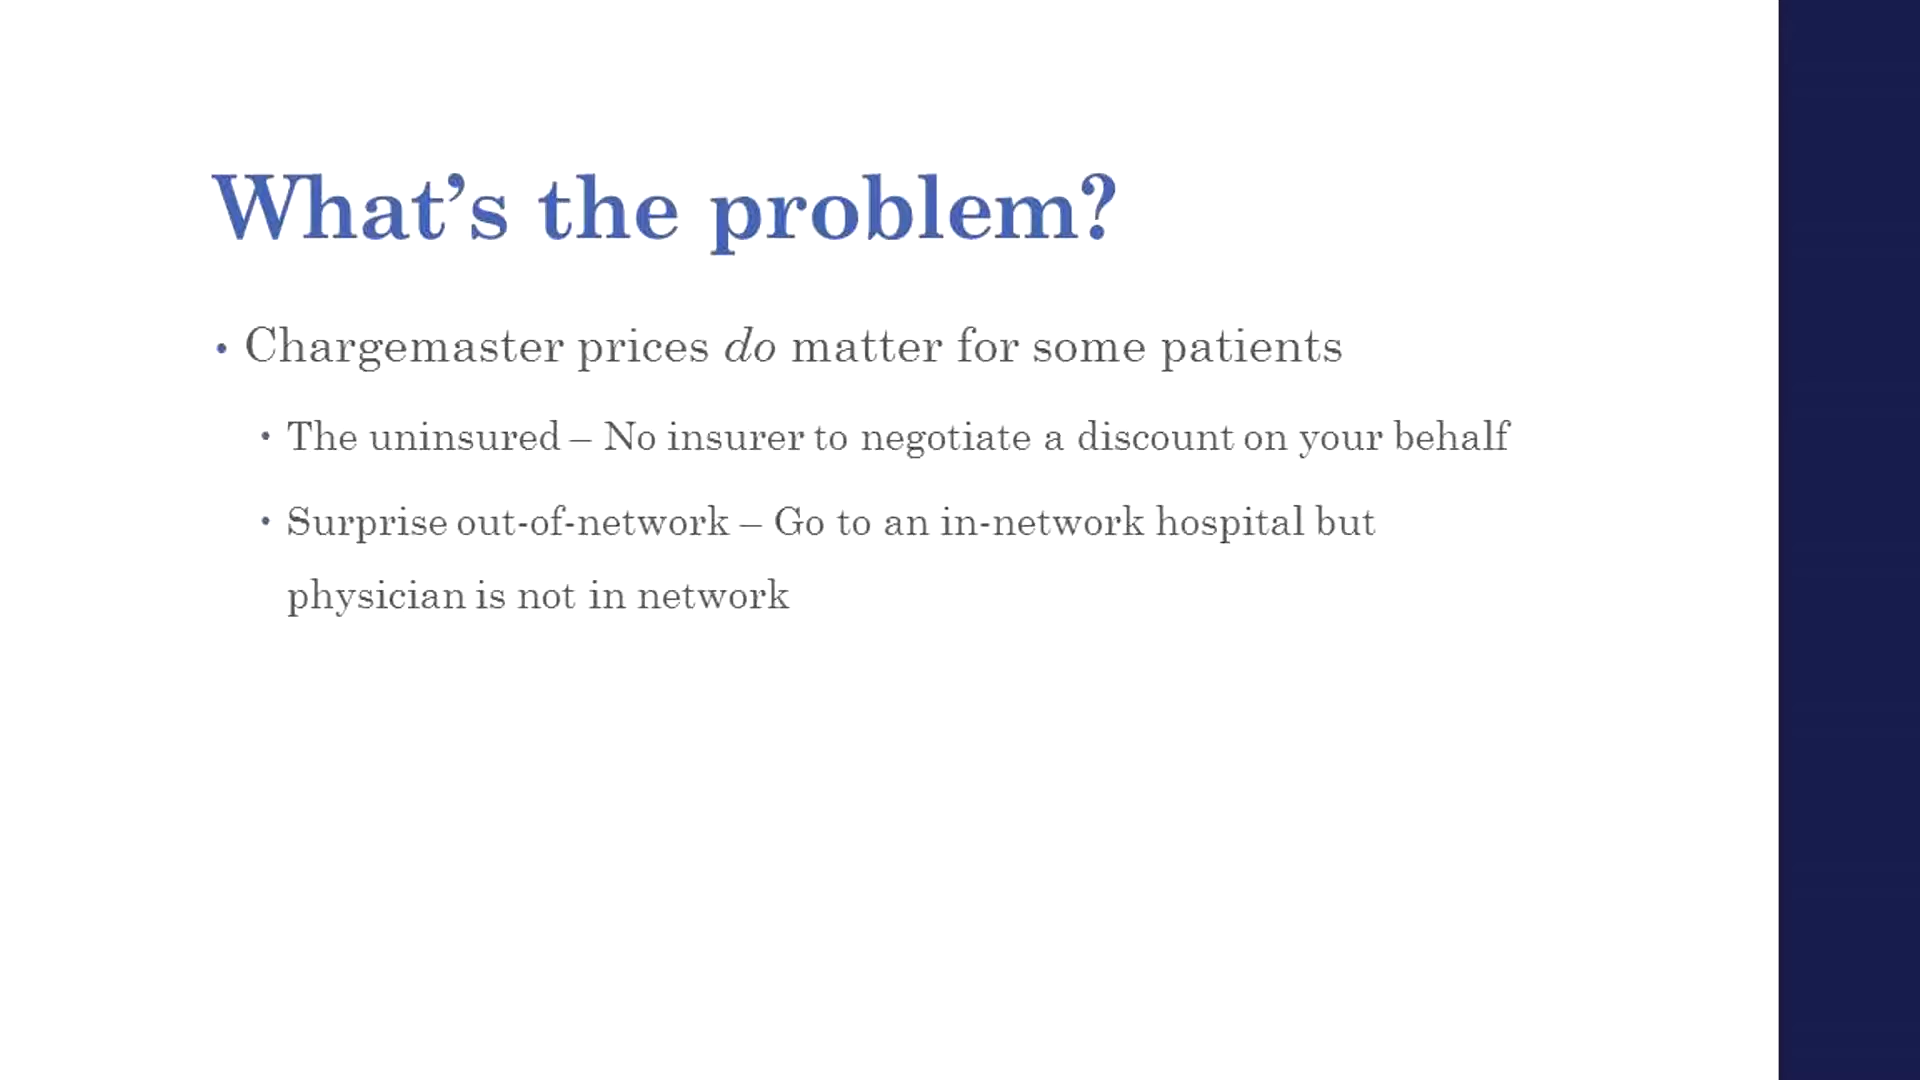 What’s the problem?
• Chargemaster prices do matter for some patients
• The uninsured – No insurer to negotiate a discount on your behalf
• Surprise out-of-network – Go to an in-network hospital but
physician is not in network